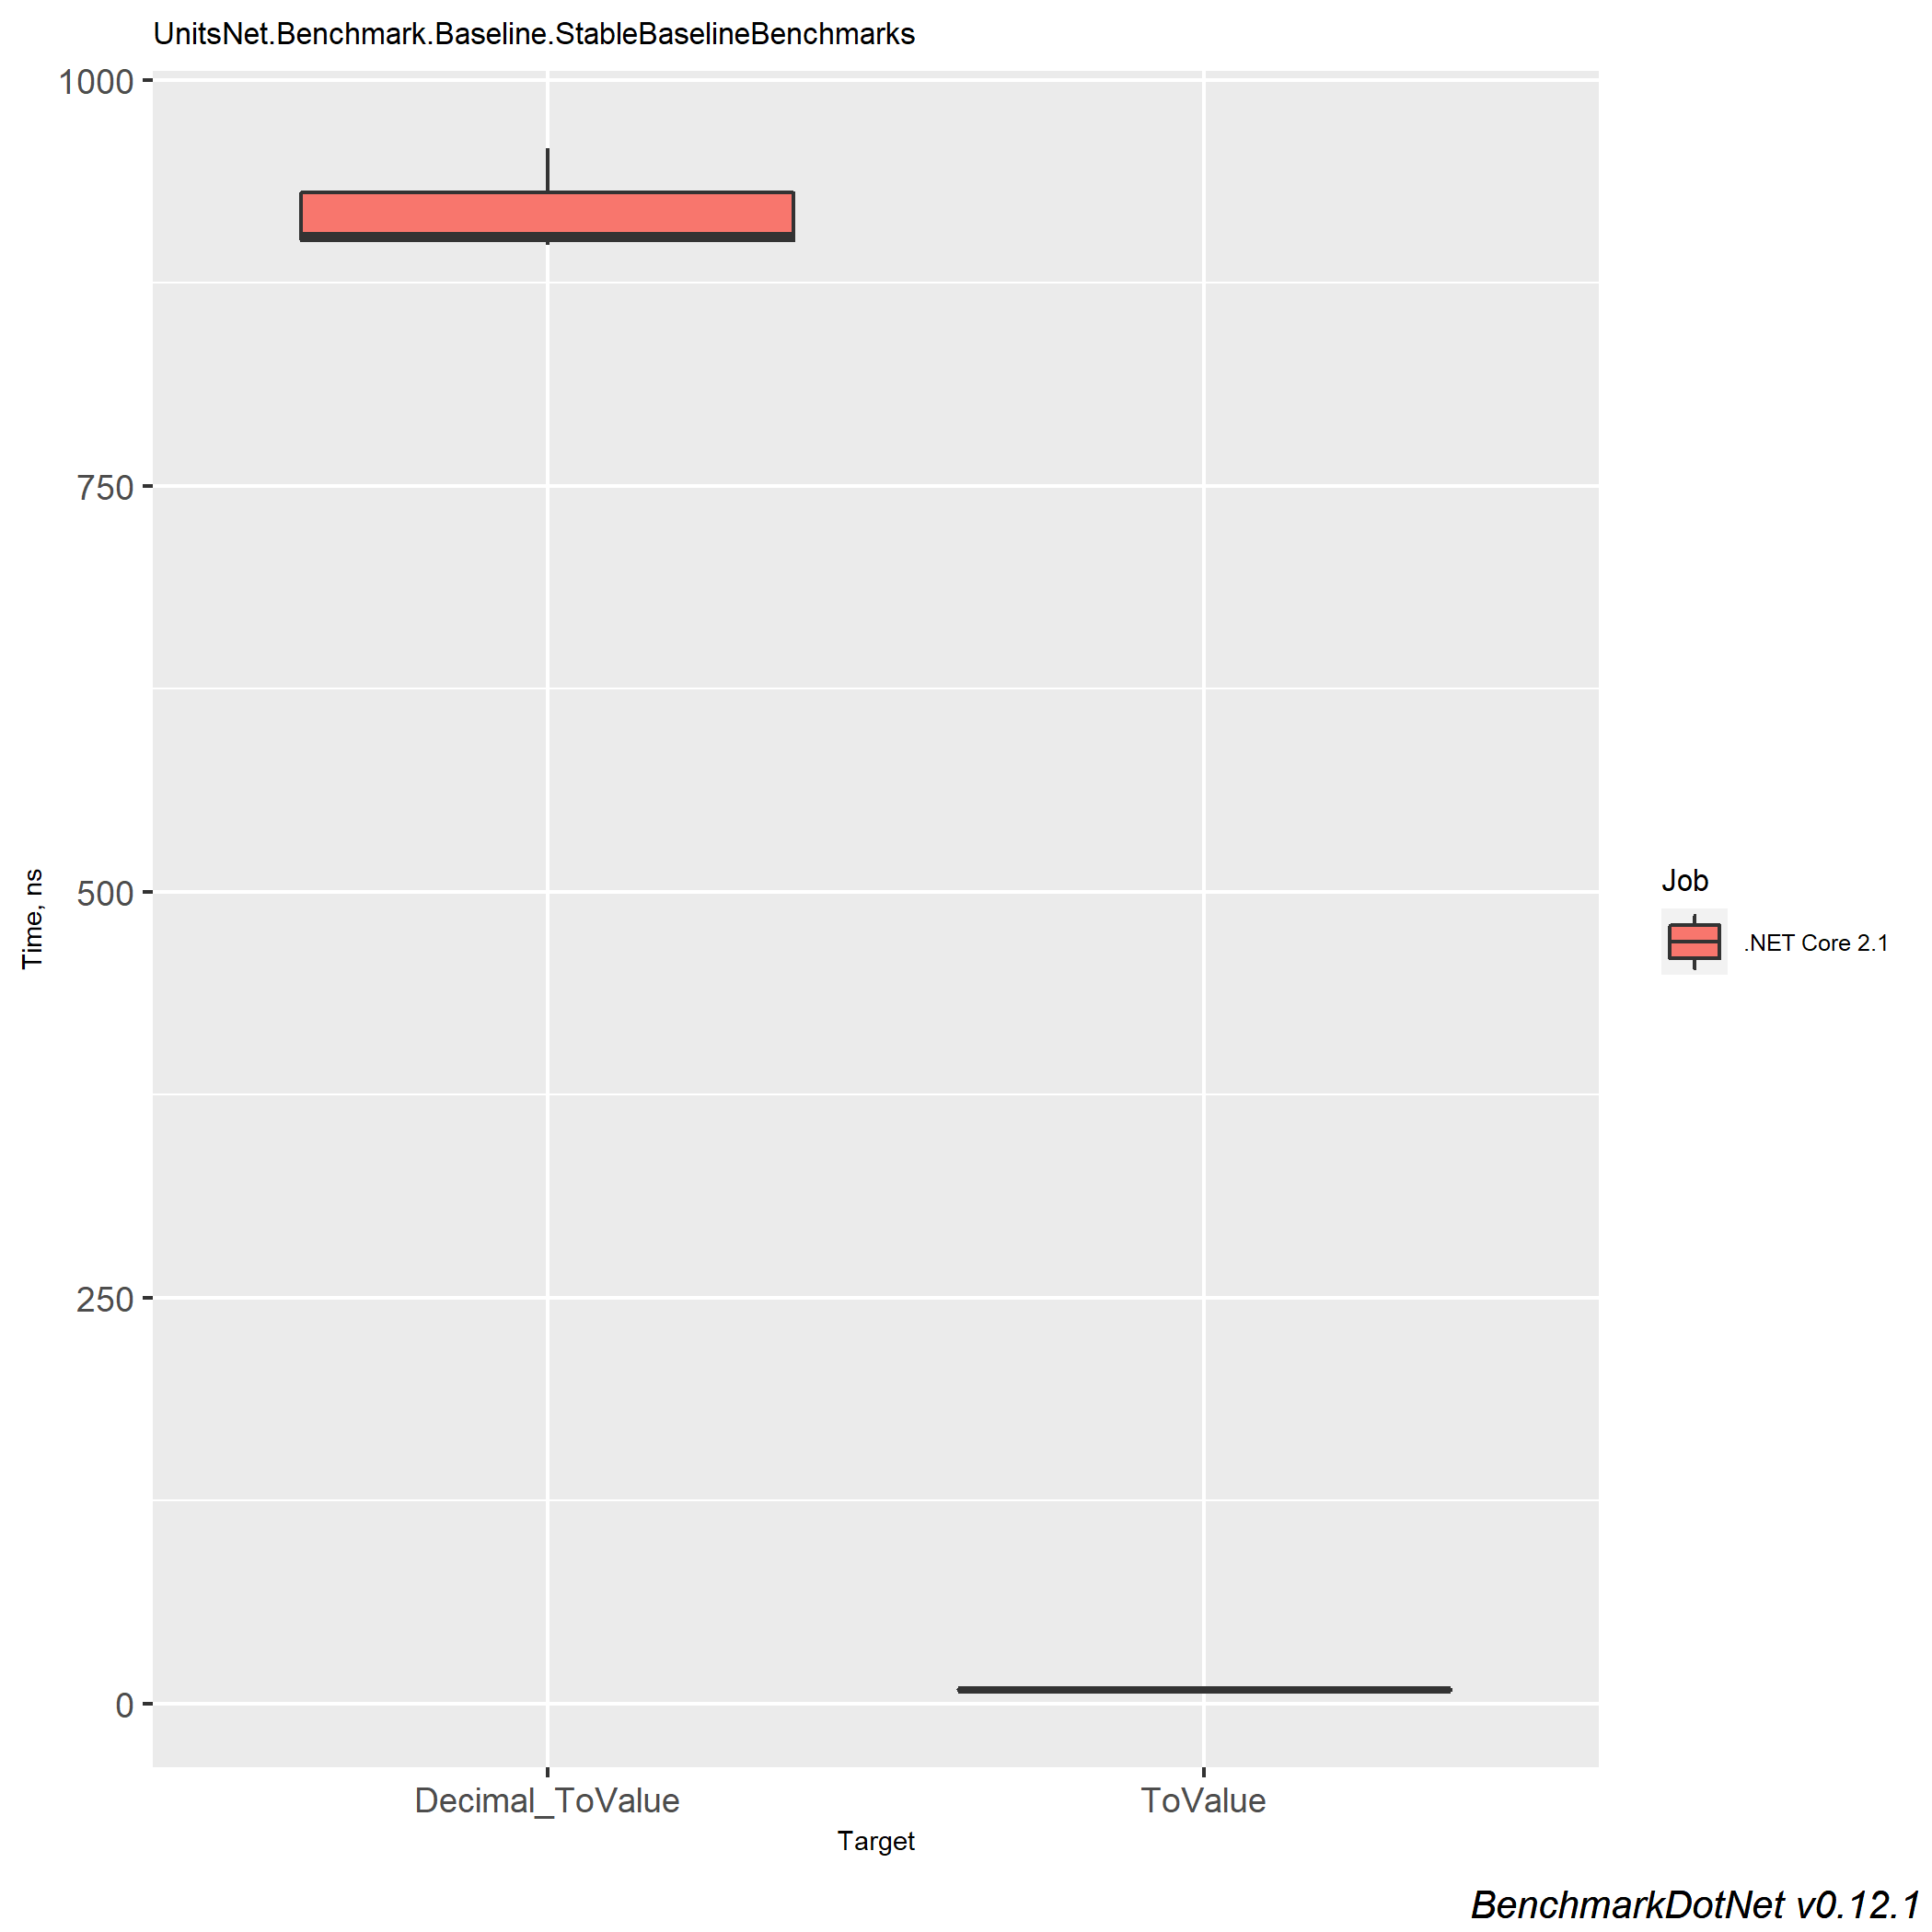 UnitsNet.Benchmark.Baseline.StableBaselineBenchmarks
1000
750
500
250
0
Time, ns
Decimal_ToValue
ToValue
Target
Job
.NET Core 2.1
BenchmarkDotNet v0.12.1